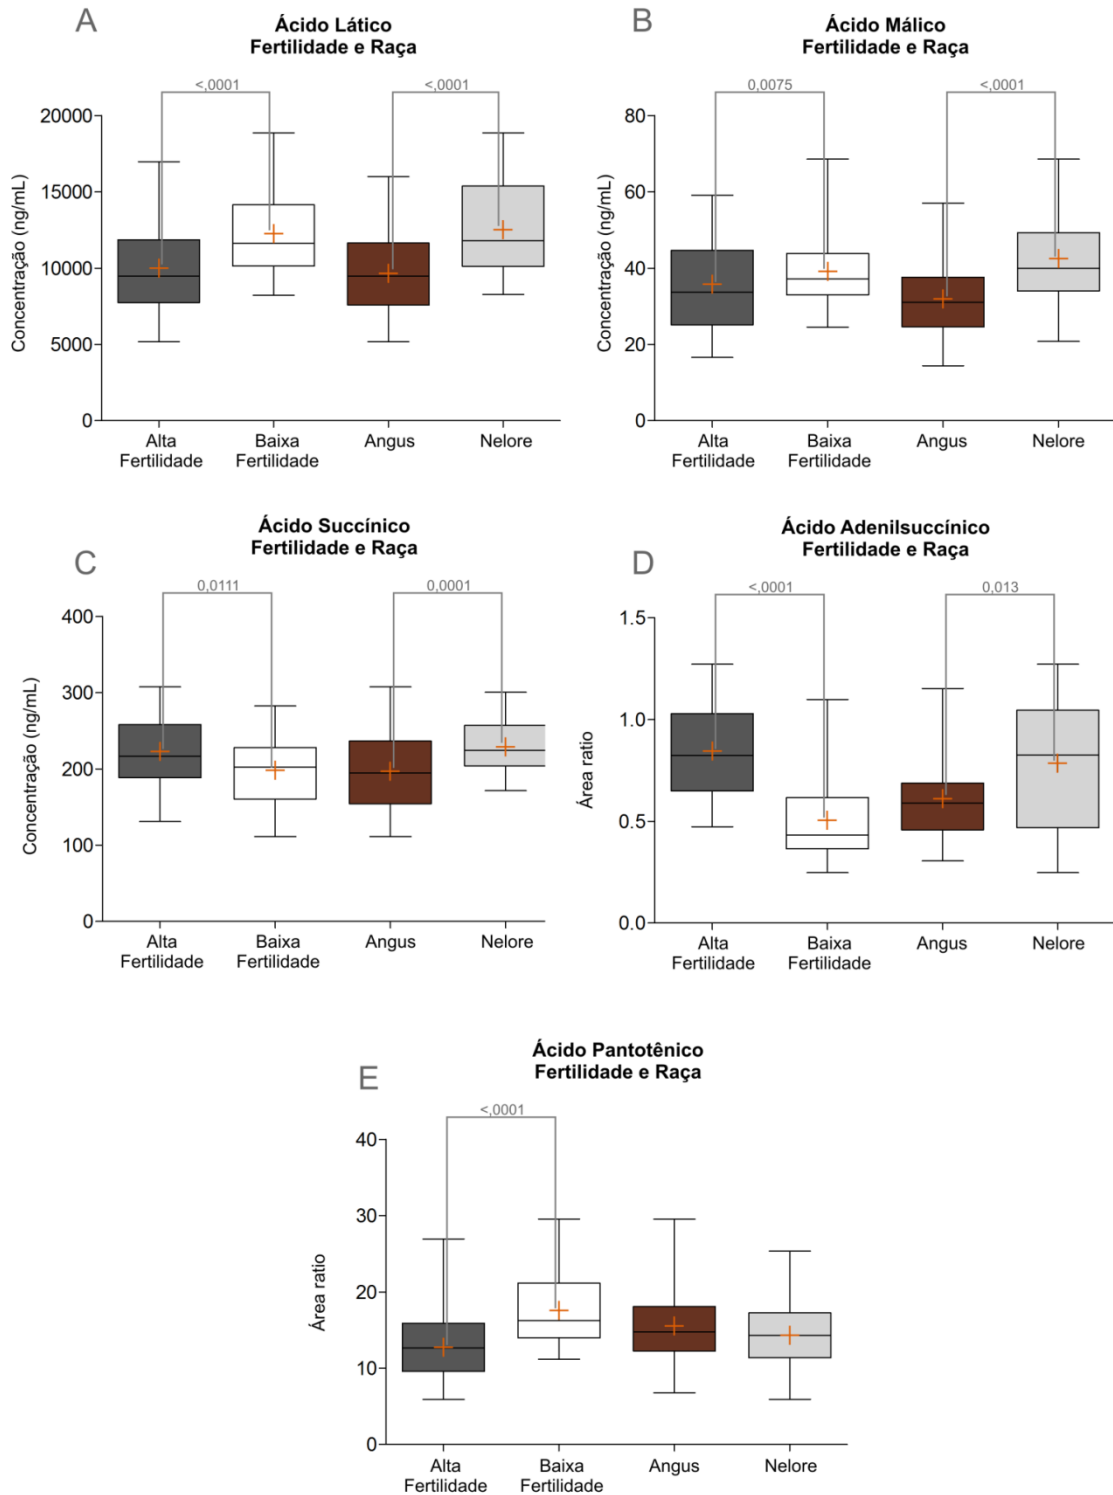 A
Ácido Lático
Fertilidade e Raça
<,0001
<,0001
Concentração (ng/mL)
20000
15000
10000
5000
0
Alta
Fertilidade
Baixa
Fertilidade
Angus
Nelore
B
Ácido Málico
Fertilidade e Raça
0,0075
<,0001
Concentração (ng/mL)
80
60
40
20
0
Alta
Fertilidade
Baixa
Fertilidade
Angus
Nelore
C
Ácido Succínico
Fertilidade e Raça
0,0111
0,0001
Concentração (ng/mL)
400
300
200
100
0
Alta
Fertilidade
Baixa
Fertilidade
Angus
Nelore
D
Ácido Adenilsuccínico
Fertilidade e Raça
<,0001
0,013
Área ratio
1.5
1.0
0.5
0.0
Alta
Fertilidade
Baixa
Fertilidade
Angus
Nelore
E
Ácido Pantotênico
Fertilidade e Raça
<,0001
Área ratio
40
30
20
10
0
Alta
Fertilidade
Baixa
Fertilidade
Angus
Nelore